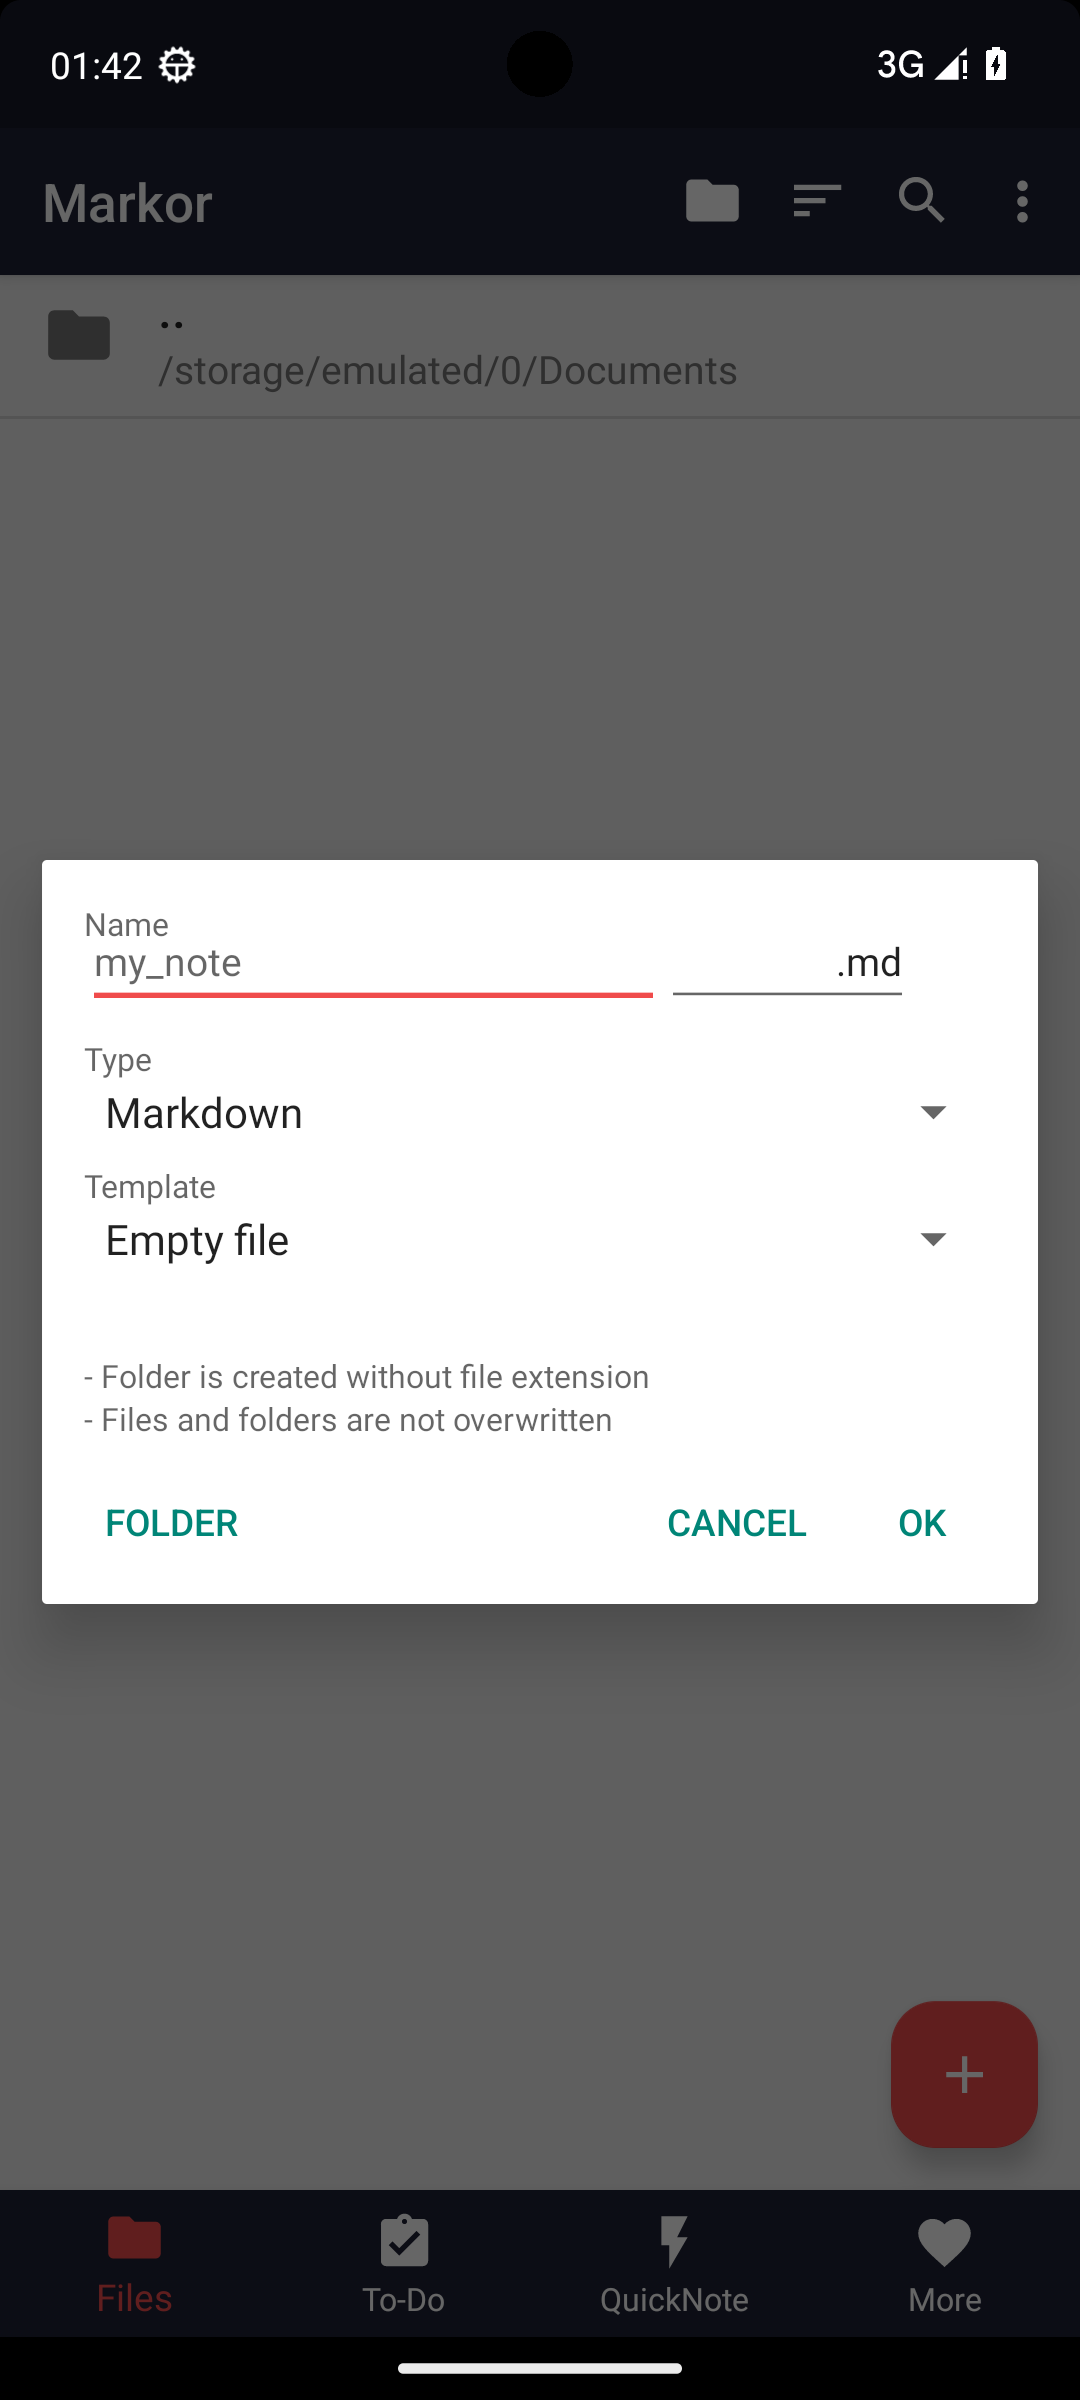 01:42
3G
Markor
..
/storage/emulated/0/Documents
Name
my_note
.md
Type
Markdown
Template
Empty file
- Folder is created without file extension
- Files and folders are not overwritten
FOLDER
CANCEL
OK
Files
To-Do
QuickNote
More